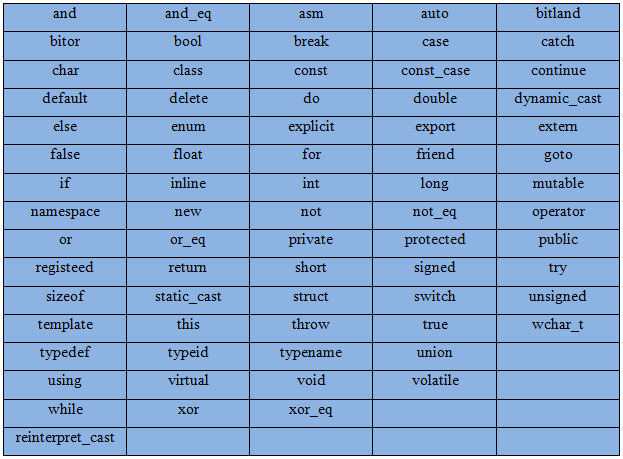 and and_eq asm auto bitland
bitor bool break case catch
char class const const_case continue
default delete do double dynamic_cast
else enum explicit export extern
false float for friend goto
if inline int long mutable
namespace new not not_eq operator
or or_eq private protected public
registeed return short signed try
sizeof static_cast struct switch unsigned
template this throw true wchar_t
typedef typeid typename union
using virtual void volatile
while xor xor_eq
reinterpret_cast